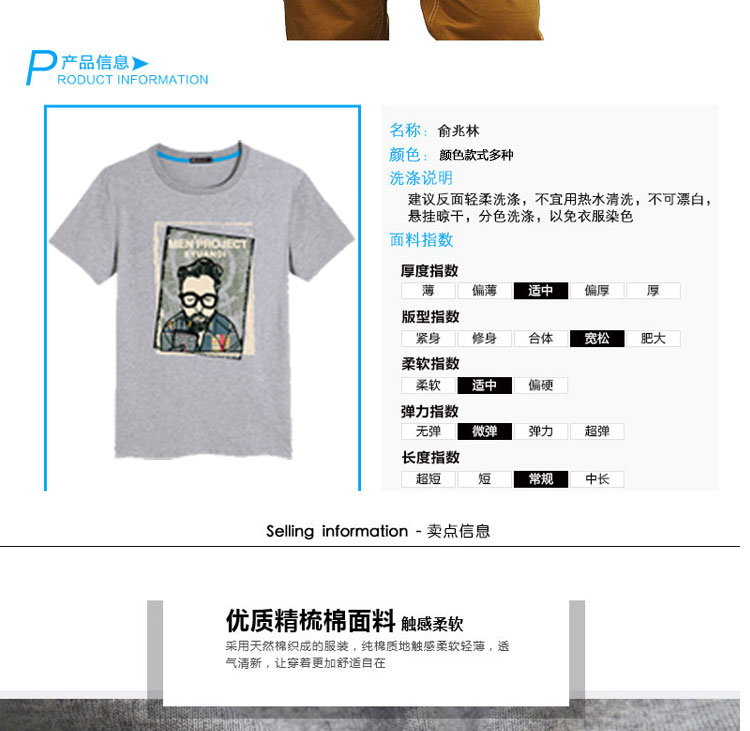 产品信息
PRODUCT INFORMATION
MEN PROJECT
EYUANDI
名称：俞兆林
颜色：颜色款式多种
洗涤说明
建议反面轻柔洗涤，不宜用热水清洗，不可漂白，
悬挂晾干，分色洗涤，以免衣服染色
面料指数
厚度指数
薄 偏薄 适中 偏厚 厚
版型指数
紧身 修身 合体 宽松 肥大
柔软指数
柔软 适中 偏硬
弹力指数
无弹 微弹 弹力 超弹
长度指数
超短 短 常规 中长
Selling information - 卖点信息
优质精梳棉面料 触感柔软
采用天然棉织成的服装，纯棉质地触感柔软轻薄，透
气清新，让穿着更加舒适自在